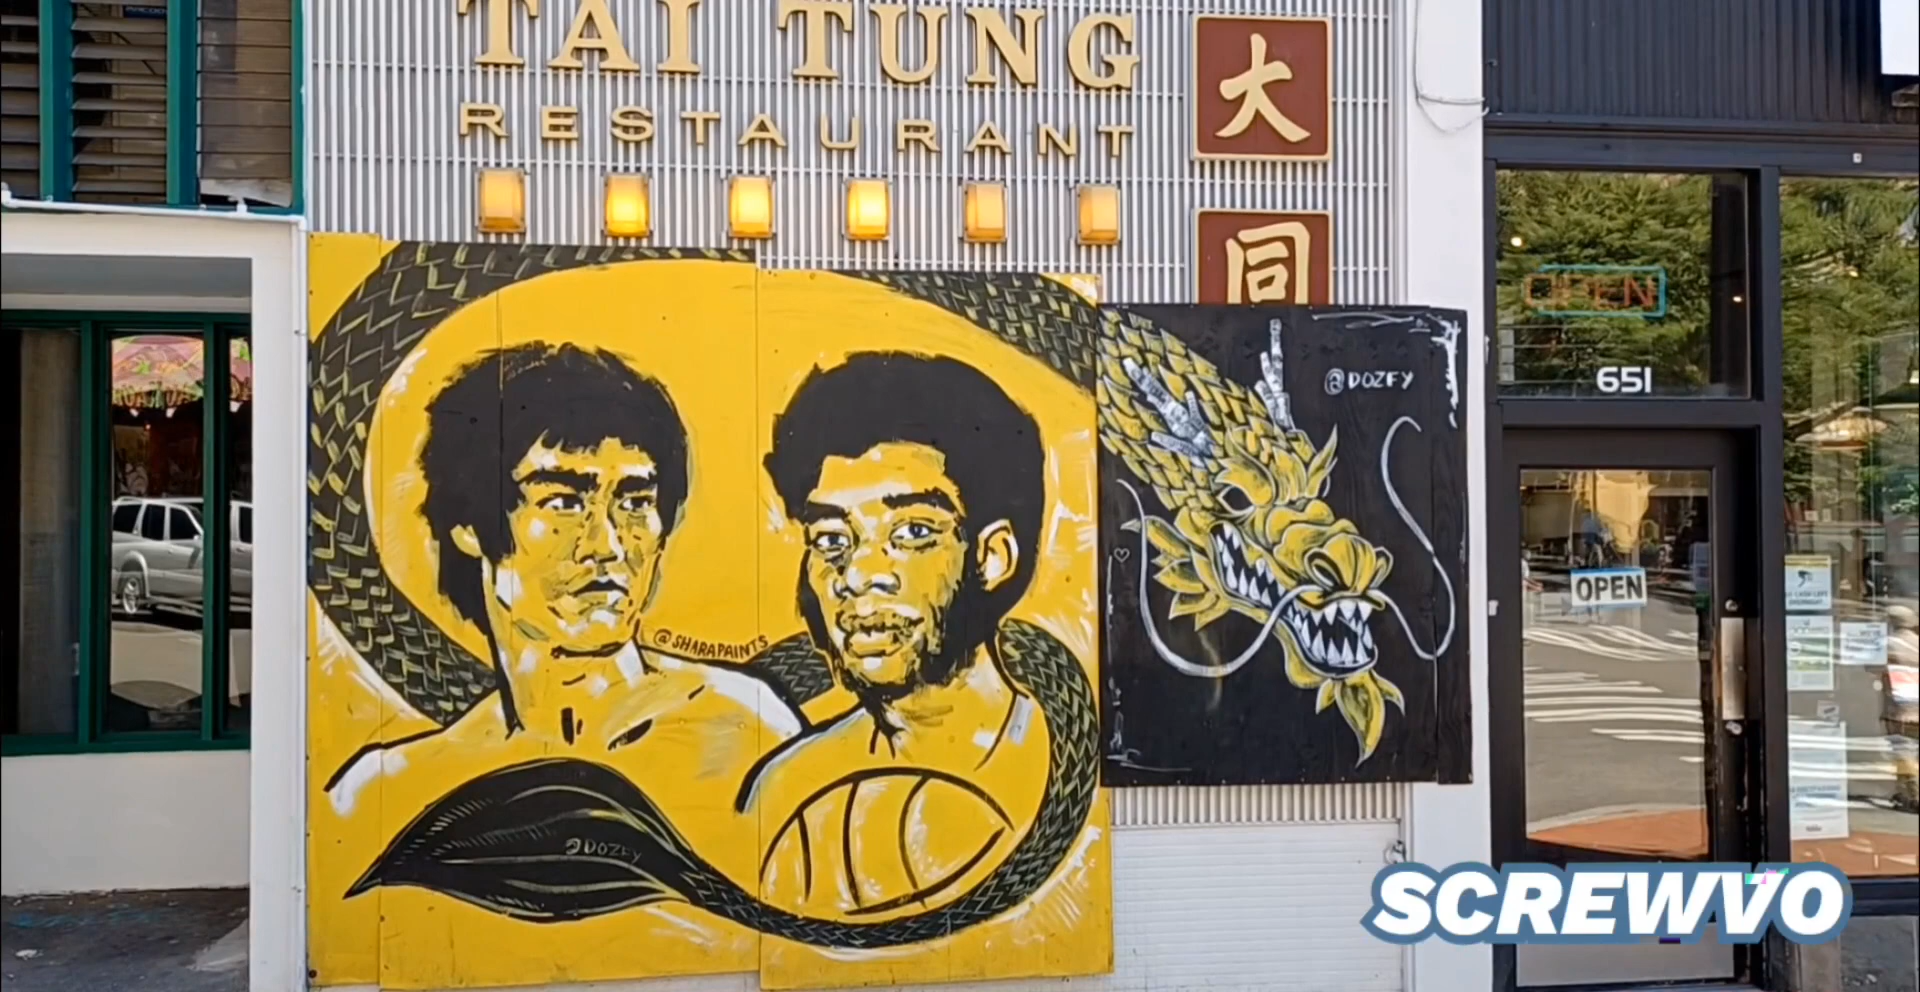 TAI TUNG
RESTAURANT
大
同
@DOZFY
OPEN
651
OPEN
@SHARAPAINTS
@DOZFY
SCREWVO